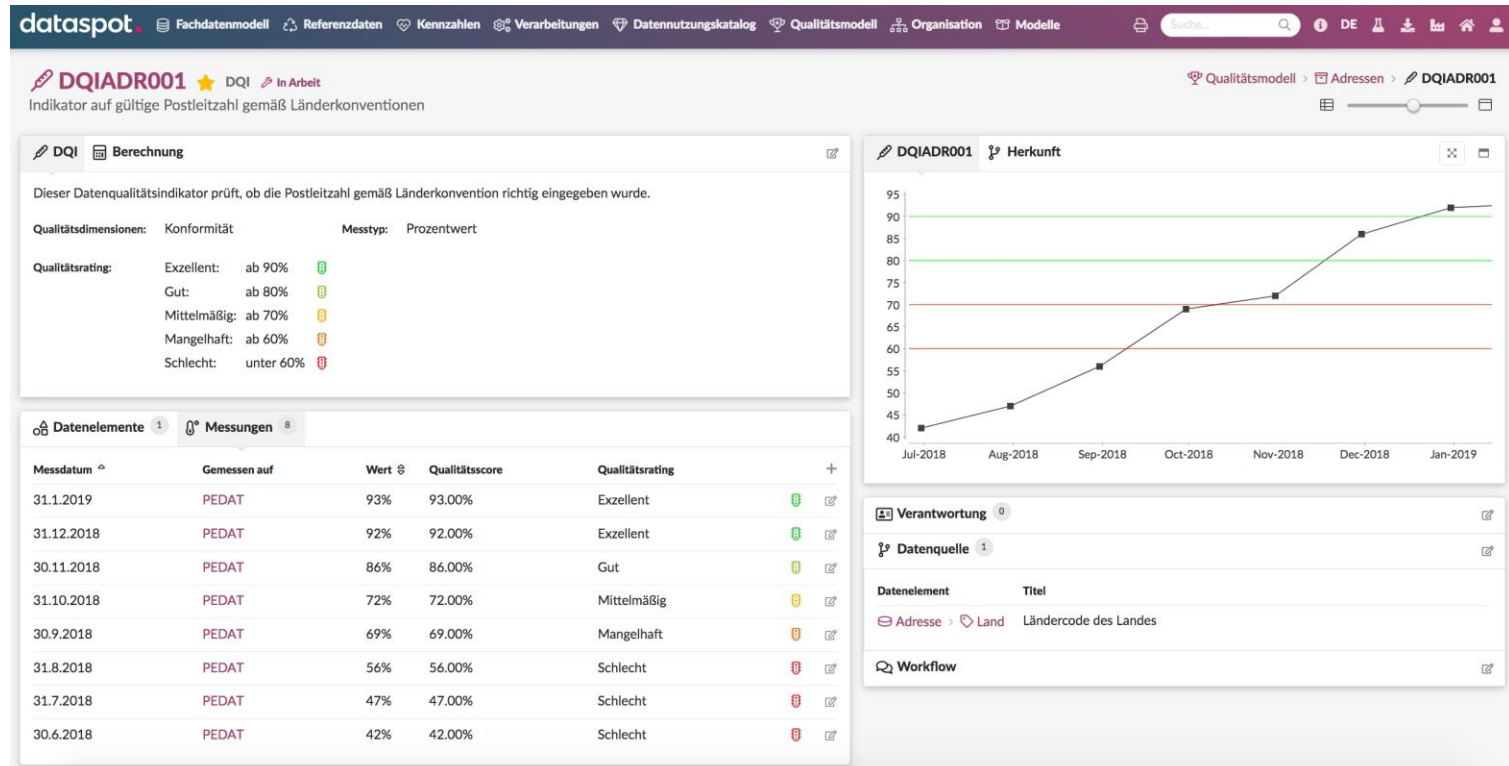 dataspot. Fachdatenmodell Referenzdaten Kennzahlen Verarbeitungen Datennutzungskatalog Qualitätsmodell Organisation Modelle Suche... DE
DQIADR001 DQI In Arbeit
Indikator auf gültige Postleitzahl gemäß Länderkonventionen
Qualitätsmodell > Adressen > DQIADR001
DQI Berechnung
Dieser Datenqualitätsindikator prüft, ob die Postleitzahl gemäß Länderkonvention richtig eingegeben wurde.
Qualitätsdimensionen: Konformität Messtyp: Prozentwert
Qualitätsrating: Exzellent: ab 90%
Gut: ab 80%
Mittelmäßig: ab 70%
Mangelhaft: ab 60%
Schlecht: unter 60%
Datenelemente 1 Messungen 8
Messdatum Gemessen auf Wert Qualitätsscore Qualitätsrating +
31.1.2019 PEDAT 93% 93.00% Exzellent
31.12.2018 PEDAT 92% 92.00% Exzellent
30.11.2018 PEDAT 86% 86.00% Gut
31.10.2018 PEDAT 72% 72.00% Mittelmäßig
30.9.2018 PEDAT 69% 69.00% Mangelhaft
31.8.2018 PEDAT 56% 56.00% Schlecht
31.7.2018 PEDAT 47% 47.00% Schlecht
30.6.2018 PEDAT 42% 42.00% Schlecht
DQIADR001 Herkunft
95
90
85
80
75
70
65
60
55
50
45
40
Jul-2018 Aug-2018 Sep-2018 Oct-2018 Nov-2018 Dec-2018 Jan-2019
Verantwortung 0
Datenquelle 1
Datenelement Titel
Adresse > Land Ländercode des Landes
Workflow